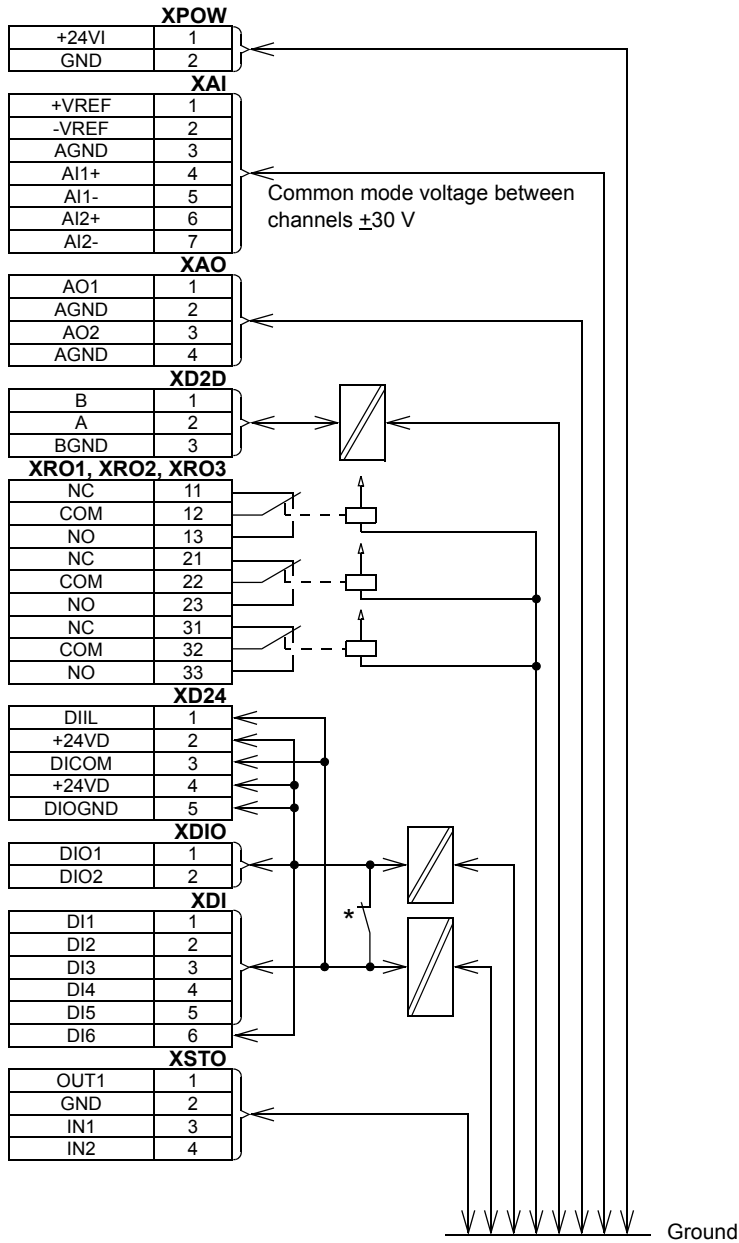 XPOW
+24VI 1
GND 2
XAI
+VREF 1
-VREF 2
AGND 3
AI1+ 4
AI1- 5
AI2+ 6
AI2- 7
Common mode voltage between
channels ±30 V
XAO
AO1 1
AGND 2
AO2 3
AGND 4
XD2D
B 1
A 2
BGND 3
XRO1, XRO2, XRO3
NC 11
COM 12
NO 13
NC 21
COM 22
NO 23
NC 31
COM 32
NO 33
XD24
DIIL 1
+24VD 2
DICOM 3
+24VD 4
DIOGND 5
XDIO
DIO1 1
DIO2 2
XDI
DI1 1
DI2 2
DI3 3
DI4 4
DI5 5
DI6 6
*
XSTO
OUT1 1
GND 2
IN1 3
IN2 4
Ground